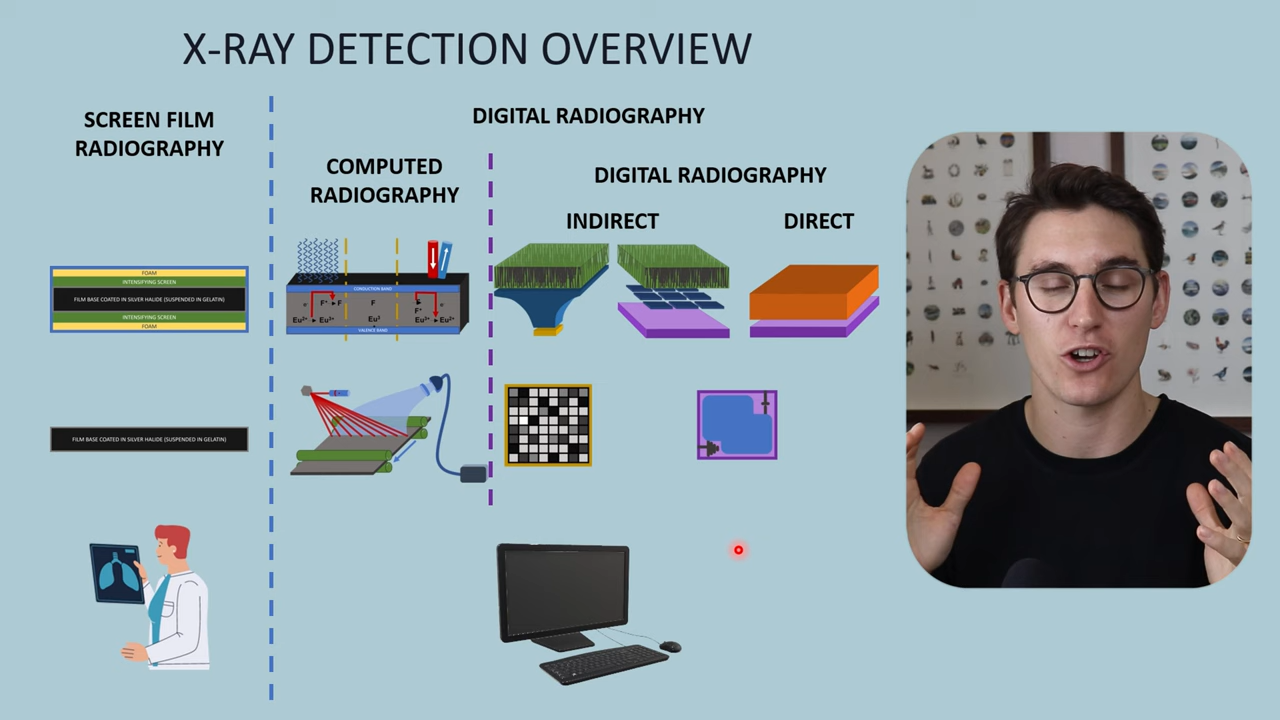 X-RAY DETECTION OVERVIEW
SCREEN FILM
RADIOGRAPHY
DIGITAL RADIOGRAPHY
COMPUTED
RADIOGRAPHY
DIGITAL RADIOGRAPHY
INDIRECT
DIRECT
FOAM
INTENSIFYING SCREEN
FILM BASE COATED IN SILVER HALIDE (SUSPENDED IN GELATIN)
INTENSIFYING SCREEN
FOAM
CONDUCTION BAND
VALENCE BAND
FILM BASE COATED IN SILVER HALIDE (SUSPENDED IN GELATIN)